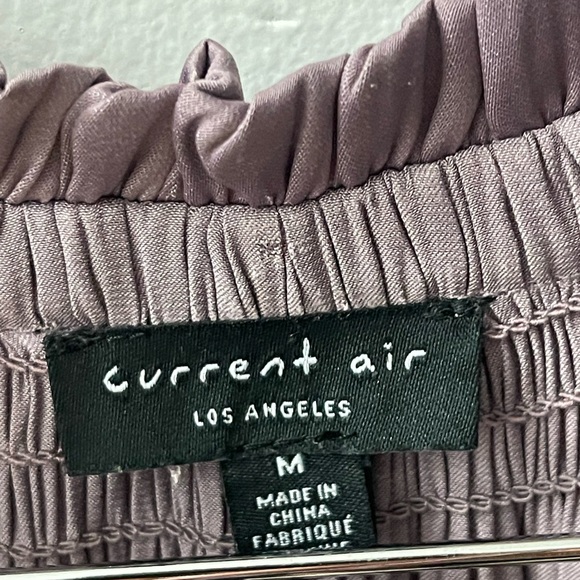 current air
LOS ANGELES
M
MADE IN
CHINA
FABRIQUÉ